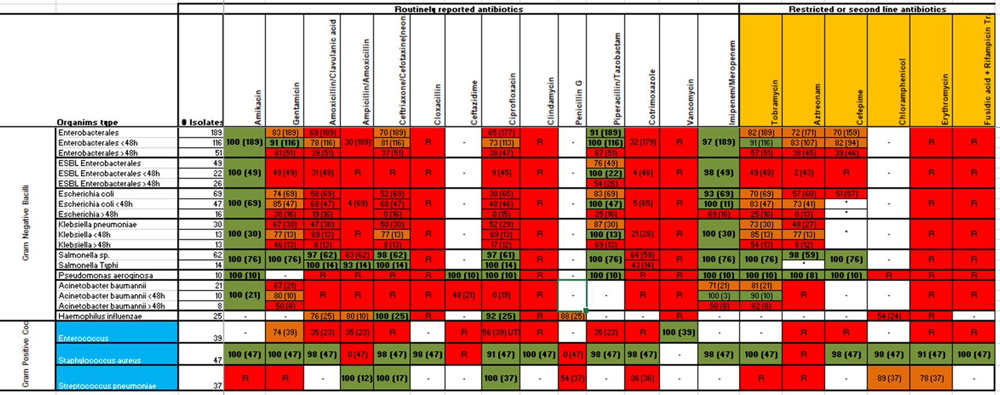 Routinely reported antibiotics Restricted or second line antibiotics
Organims type # Isolates Amikacin Gentamicin Amoxicillin/Clavulanic acid Ampicillin/Amoxicillin Ceftriaxone/Cefotaxine(neon. Cloxacillin Ceftazidime Ciprofloxacin Clindamycin Penicillin G Piperacillin/Tazobactam Cotrimoxazole Vancomycin Imipenem/Meropenem Tobramycin Aztreonam Cefepime Chloramphenicol Erythromycin Fusidic acid + Rifampicin Tr.
Gram Negative Bacilli
Enterobacterales 189 83 (189) 69 (189) 70 (189) 65 (177) 91 (189) 82 (189) 72 (171) 70 (159)
Enterobacterales <48h 116 100 (189) 91 (116) 78 (116) 30 (189) 81 (116) R - 73 (113) R - 100 (116) 32 (179) R 97 (189) 91 (116) 83 (107) 82 (94) - R R
Enterobacterales >48h 51 61 (51) 39 (51) 37 (51) 38 (47) 67 (51) 57 (51) 38 (45) 39 (46)
ESBL Enterobacterales 49 76 (49)
ESBL Enterobacterales <48h 22 100 (49) 49 (49) 31 (49) R R R - 9 (45) R - 100 (22) 4 (46) R 98 (49) 49 (49) 2 (43) R - R R
ESBL Enterobacterales >48h 26 54 (26)
Escherichia coli 69 74 (69) 58 (69) 52 (69) 38 (65) 83 (69) 93 (69) 70 (69) 57 (60) 51 (57)
Escherichia coli <48h 47 100 (69) 85 (47) 68 (47) 4 (69) 68 (47) R - 48 (46) R - 100 (47) 5 (65) R 100 (11) 83 (47) 73 (41) - - R R
Escherichia >48h 16 38 (16) 19 (16) 0 (16) 0 (15) 25 (16) 69 (16) 25 (16) 0 (13) -
Klebsiella pneumoniae 30 67 (30) 47 (30) 50 (30) 52 (29) 87 (30) 73 (30) 48 (27)
Klebsiella <48h 13 100 (30) 77 (13) 69 (13) R 77 (13) R - 69 (13) R - 100 (13) 21 (28) R 100 (30) 85 (13) 77 (13) - - R R
Klebsiella >48h 13 46 (13) 8 (13) 8 (13) 17 (12) 69 (13) 54 (13) 8 (12)
Salmonella sp. 62 100 (76) 100 (76) 97 (62) 63 (62) 98 (62) R - 97 (61) R - 100 (76) 64 (59) R 100 (76) 100 (76) 98 (59) 100 (76) - R R
Salmonella Typhi 14 100 (14) 93 (14) 100 (14) 100 (14) 43 (14) -
Pseudomonas aeroginosa 10 100 (10) - R R R R 100 (10) 100 (10) R - 100 (10) R R 100 (10) 100 (10) 100 (8) 100 (10) R R R
Acinetobacter baumannii 21 67 (21) 71 (21) 81 (21)
Acinetobacter baumannii <48h 10 100 (21) 80 (10) R R R R 48 (21) 0 (19) R - - R R 100 (3) 90 (10) R - - R R
Acinetobacter baumannii >48h 8 50 (8) 50 (8) 62 (8)
Haemophilus influenzae 25 - - 76 (25) 80 (10) 100 (25) R - 92 (25) R 88 (25) - - R - - - - 54 (24) R -
Gram Positive Coc
Enterococcus 39 - 74 (39) 35 (23) 35 (23) R - R 56 (39) UTI R - 35 (23) R 100 (39) - - R R - R R
Staphylococcus aureus 47 100 (47) 100 (47) 98 (47) 0 (47) 98 (47) 98 (47) R 91 (47) 100 (47) 0 (47) 98 (47) 98 (47) - 98 (47) 100 (47) R 98 (47) 98 (47) 91 (47) 100 (47)
Streptococcus pneumoniae 37 R R - 100 (12) 100 (17) - - 100 (37) - 54 (37) - 36 (36) - - R R - 89 (37) 78 (37) -